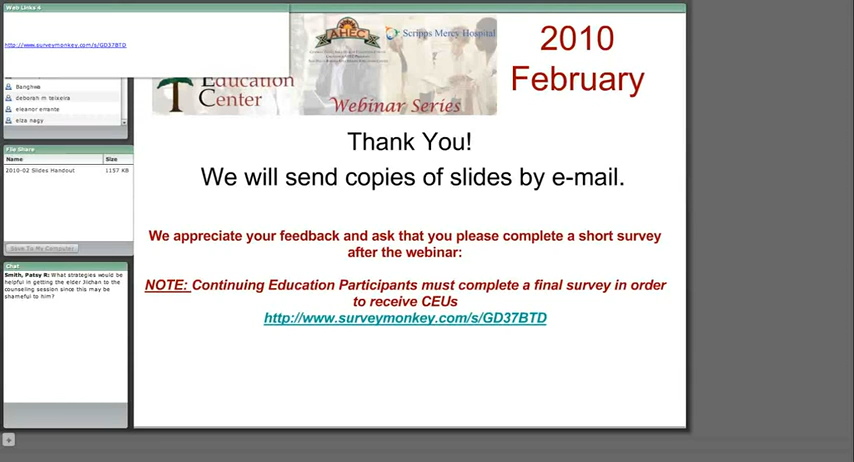 Web Links 4
http://www.surveymonkey.com/s/GD37BTD
Banghwa
deborah m teixeira
eleanor errante
elza nagy
File Share
Name Size
2010-02 Slides Handout 1157 KB
Save To My Computer
Chat
Smith, Patsy R: What strategies would be
helpful in getting the elder Jilchan to the
counseling session since this may be
shameful to him?
Education
Center
AHEC
Scripps Mercy Hospital
Webinar Series
2010
February
Thank You!
We will send copies of slides by e-mail.
We appreciate your feedback and ask that you please complete a short survey
after the webinar:
NOTE: Continuing Education Participants must complete a final survey in order
to receive CEUs
http://www.surveymonkey.com/s/GD37BTD